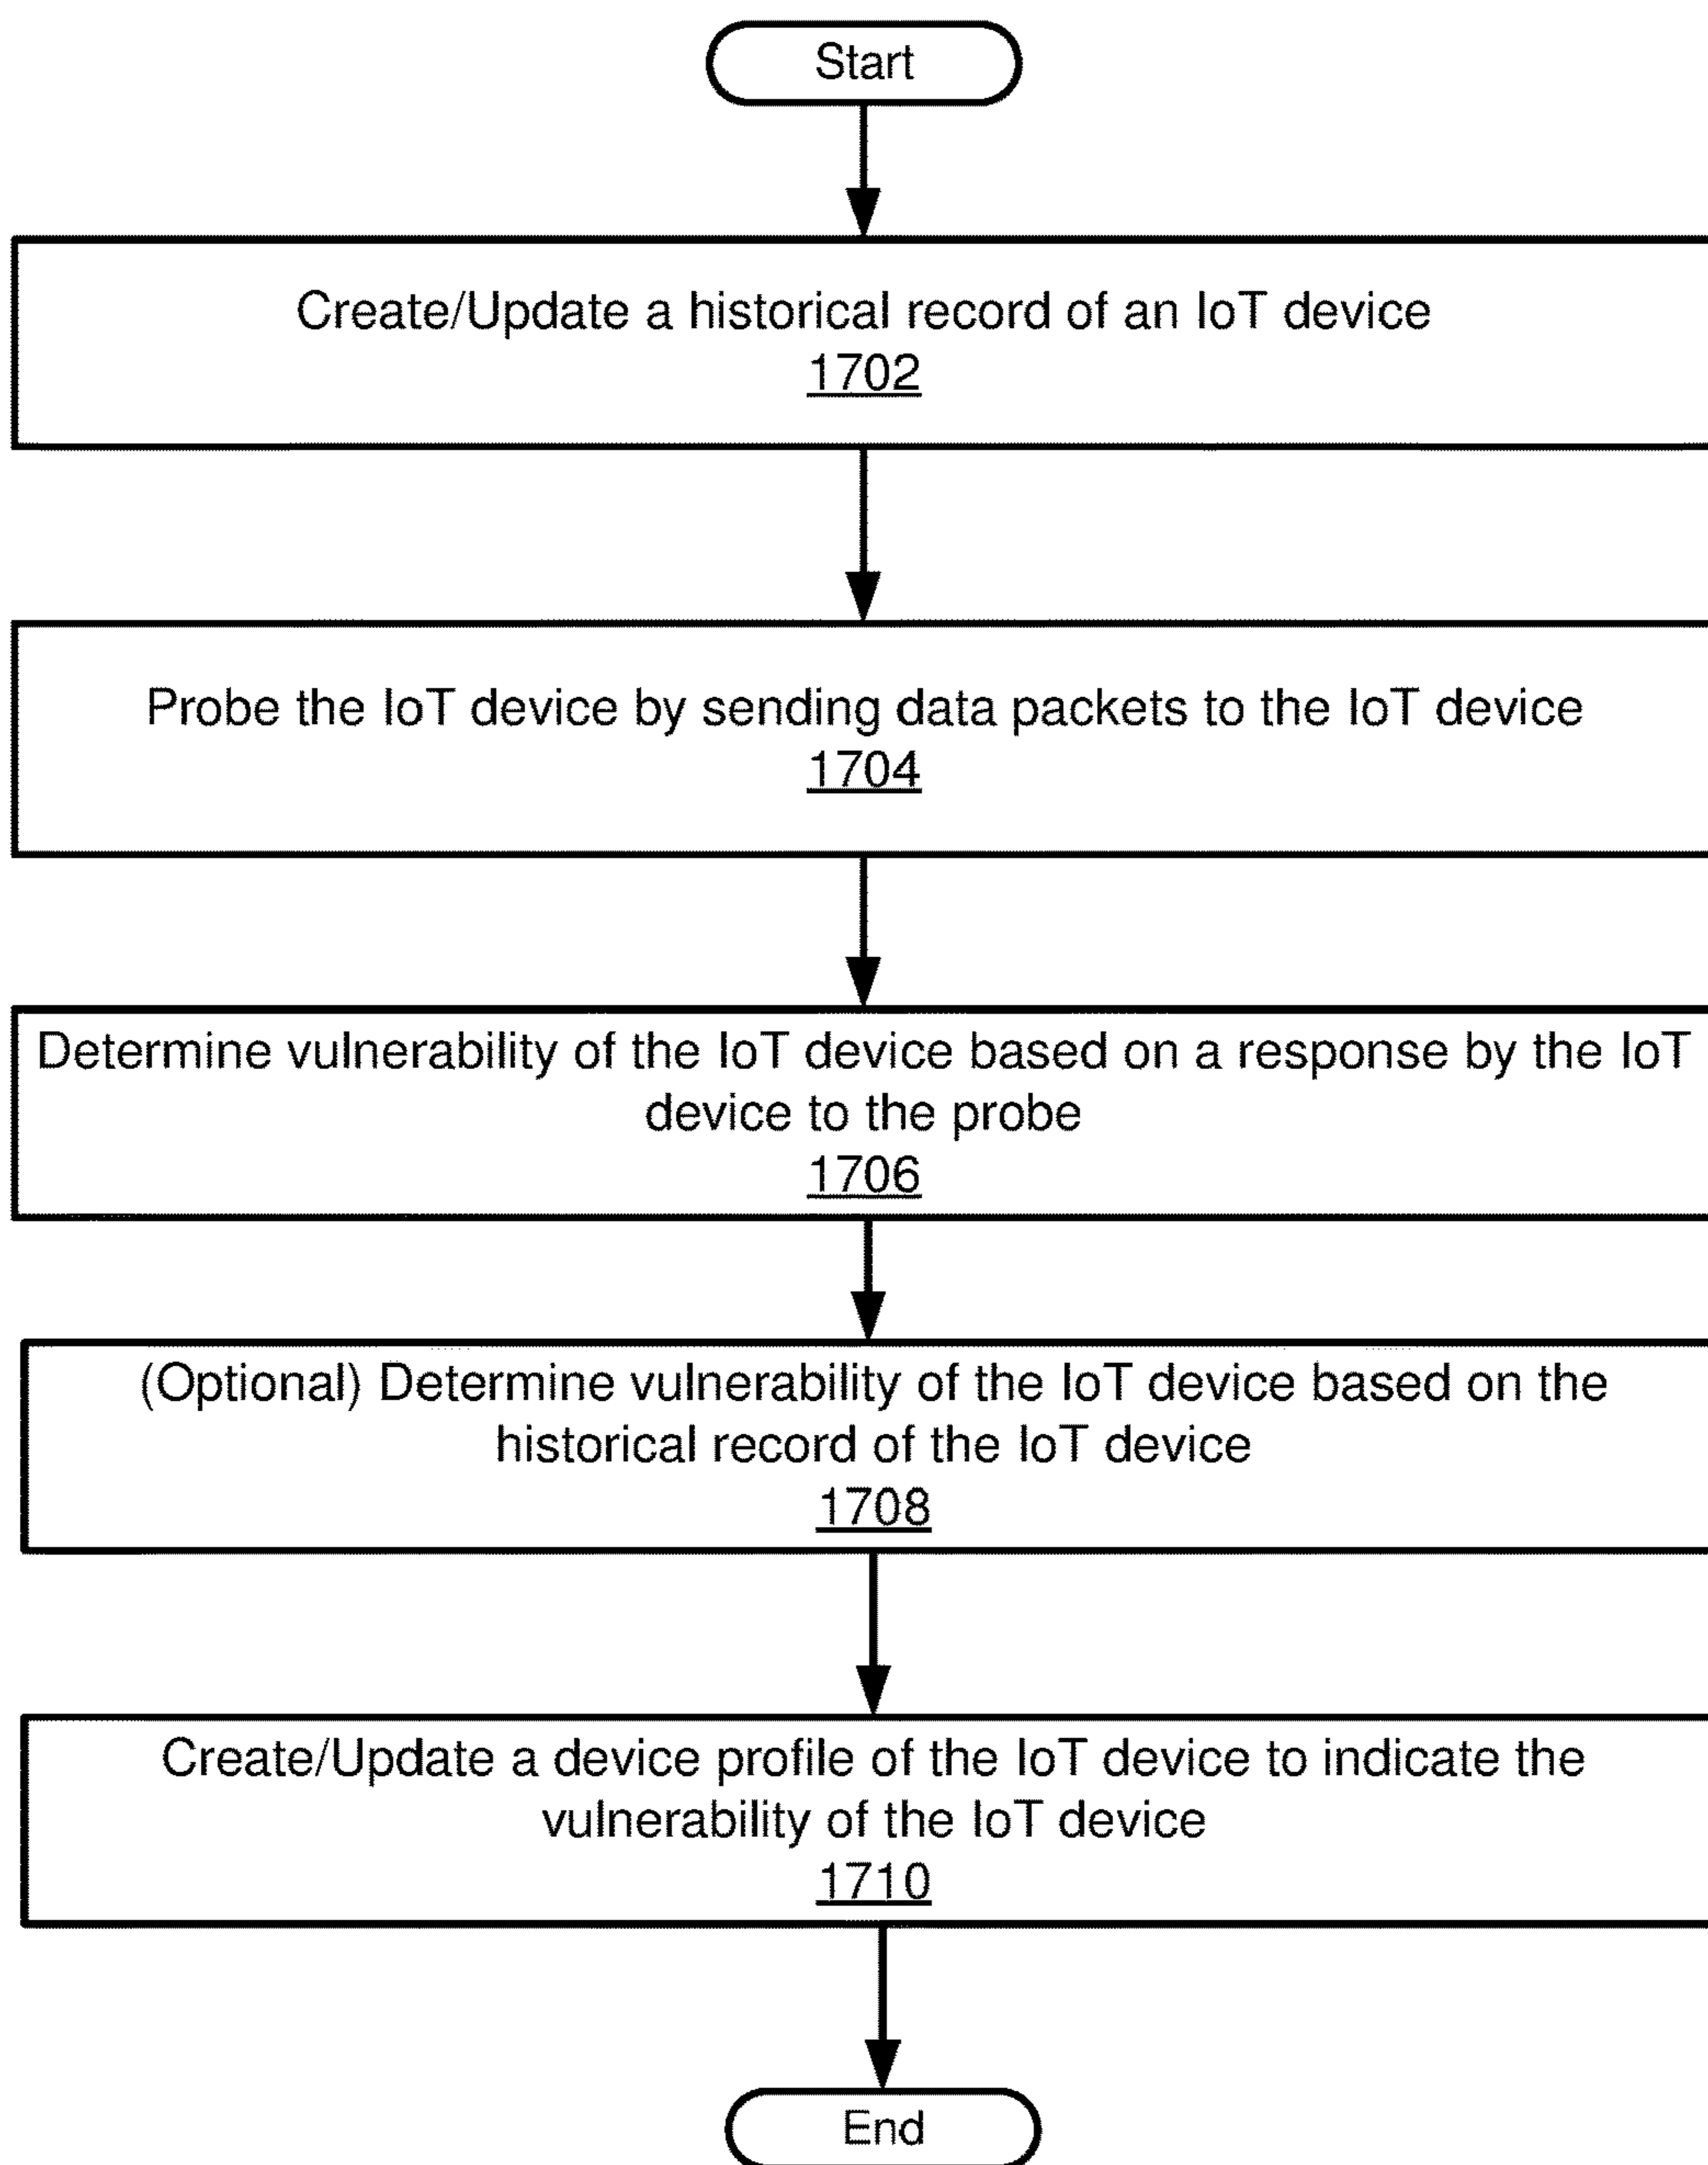 Start
Create/Update a historical record of an IoT device
1702
Probe the IoT device by sending data packets to the IoT device
1704
Determine vulnerability of the IoT device based on a response by the IoT
device to the probe
1706
(Optional) Determine vulnerability of the IoT device based on the
historical record of the IoT device
1708
Create/Update a device profile of the IoT device to indicate the
vulnerability of the IoT device
1710
End